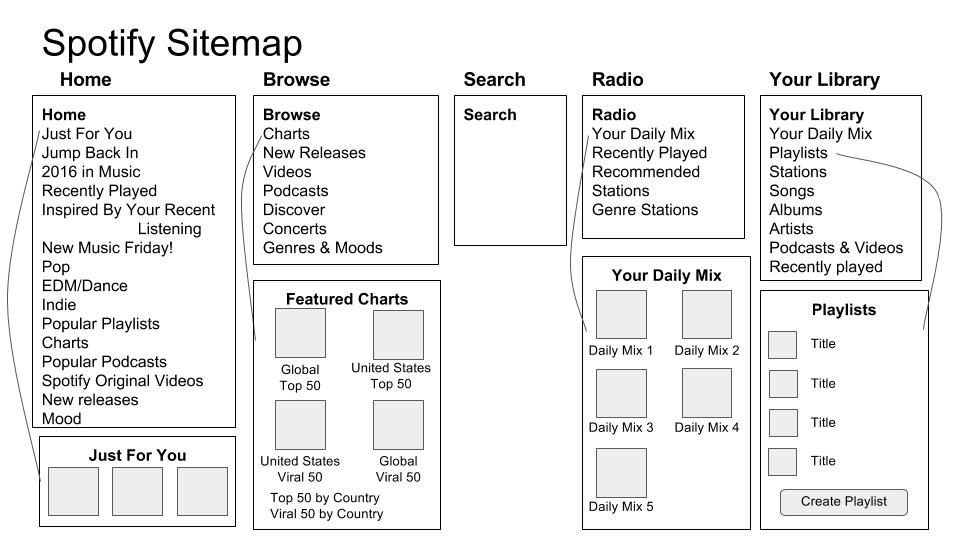 Spotify Sitemap
Home
Home
Just For You
Jump Back In
2016 in Music
Recently Played
Inspired By Your Recent
Listening
New Music Friday!
Pop
EDM/Dance
Indie
Popular Playlists
Charts
Popular Podcasts
Spotify Original Videos
New releases
Mood
Just For You
Browse
Browse
Charts
New Releases
Videos
Podcasts
Discover
Concerts
Genres & Moods
Featured Charts
Global
Top 50
United States
Top 50
United States
Viral 50
Global
Viral 50
Top 50 by Country
Viral 50 by Country
Search
Search
Radio
Radio
Your Daily Mix
Recently Played
Recommended
Stations
Genre Stations
Your Daily Mix
Daily Mix 1
Daily Mix 2
Daily Mix 3
Daily Mix 4
Daily Mix 5
Your Library
Your Library
Your Daily Mix
Playlists
Stations
Songs
Albums
Artists
Podcasts & Videos
Recently played
Playlists
Title
Title
Title
Title
Create Playlist